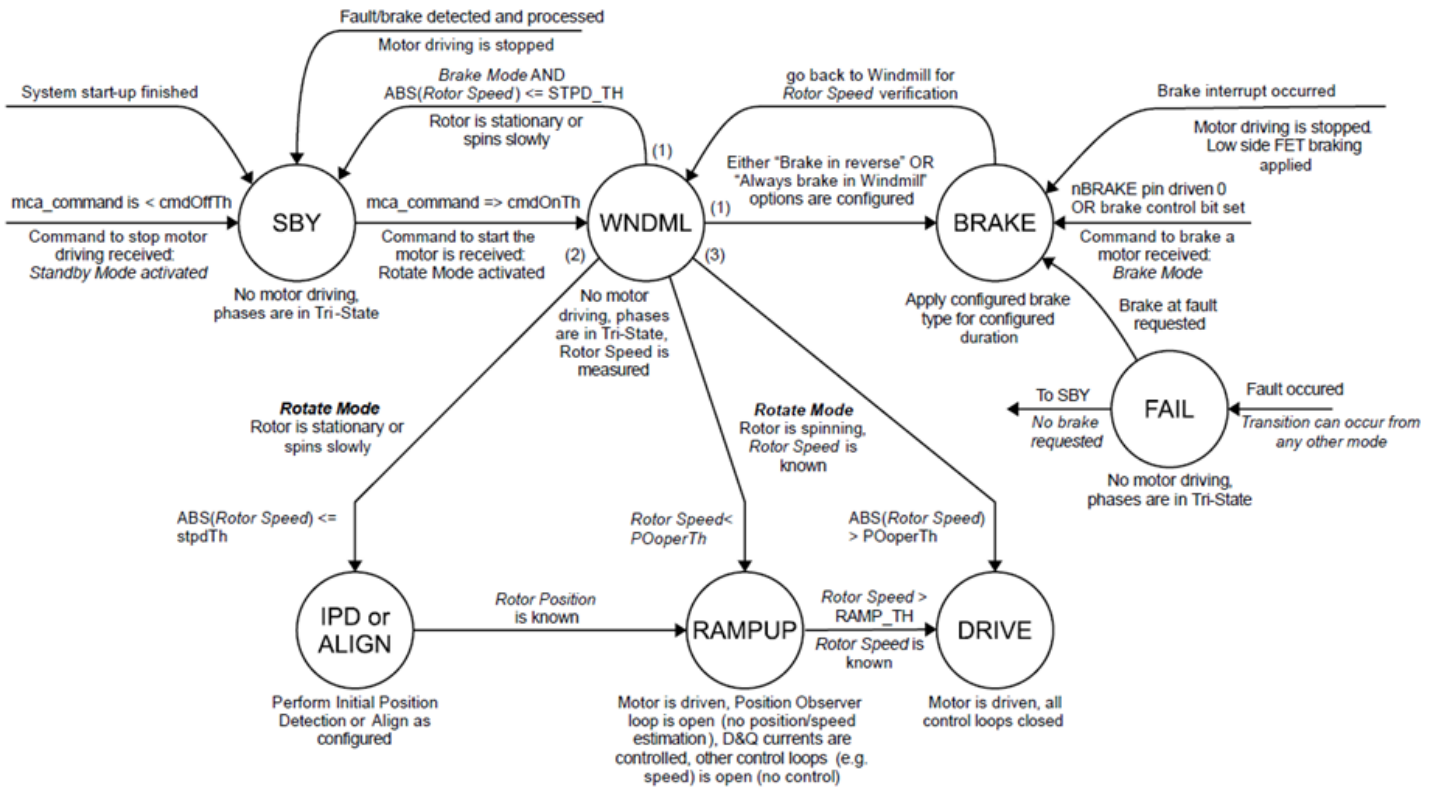 Fault/brake detected and processed
Motor driving is stopped
System start-up finished
Brake Mode AND
ABS(Rotor Speed) <= STPD_TH
Rotor is stationary or
spins slowly
go back to Windmill for
Rotor Speed verification
Brake interrupt occurred
Motor driving is stopped.
Low side FET braking
applied
(1)
Either “Brake in reverse” OR
“Always brake in Windmill”
options are configured
mca_command is < cmdOffTh
SBY
mca_command => cmdOnTh
WNDML
(1)
BRAKE
nBRAKE pin driven 0
OR brake control bit set
Command to stop motor
driving received:
Standby Mode activated
Command to start the
motor is received:
Rotate Mode activated
(2)
(3)
Command to brake a
motor received:
Brake Mode
No motor driving,
phases are in Tri-State
No motor
driving, phases
are in Tri-State,
Rotor Speed is
measured
Apply configured brake
type for configured
duration
Brake at fault
requested
To SBY
No brake
requested
FAIL
Fault occured
Transition can occur from
any other mode
No motor driving,
phases are in Tri-State
Rotate Mode
Rotor is stationary or
spins slowly
Rotate Mode
Rotor is spinning,
Rotor Speed is
known
ABS(Rotor Speed) <=
stpdTh
Rotor Speed<
POoperTh
ABS(Rotor Speed)
> POoperTh
IPD or
ALIGN
Rotor Position
is known
RAMPUP
Rotor Speed >
RAMP_TH
Rotor Speed is
known
DRIVE
Perform Initial Position
Detection or Align as
configured
Motor is driven, Position Observer
loop is open (no position/speed
estimation), D&Q currents are
controlled, other control loops (e.g.
speed) is open (no control)
Motor is driven, all
control loops closed